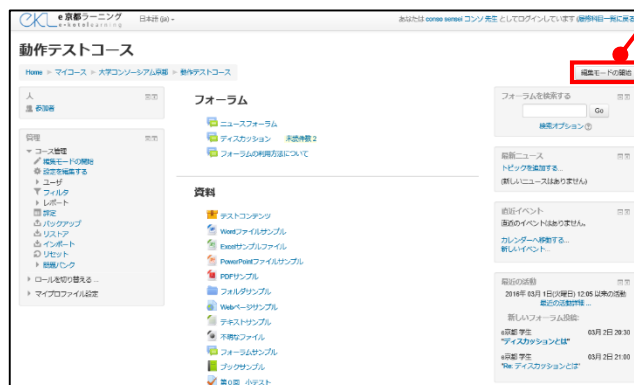 e京都ラーニング
e-kyotolearning
日本語 (ja)
あなたは conso sensei コンソ 先生 としてログインしています (履修科目一覧に戻る
動作テストコース
Home ► マイコース ► 大学コンソーシアム京都 ► 動作テストコース
編集モードの開始
人
参加者
管理
コース管理
編集モードの開始
設定を編集する
ユーザ
フィルタ
レポート
評定
バックアップ
リストア
インポート
リセット
問題バンク
ロールを切り替える ...
マイプロファイル設定
フォーラム
ニュースフォーラム
ディスカッション 未読件数 2
フォーラムの利用方法について
資料
テストコンテンツ
Wordファイルサンプル
Excelサンプルファイル
PowerPointファイルサンプル
PDFサンプル
フォルダサンプル
Webページサンプル
テキストサンプル
不明なファイル
フォーラムサンプル
ブックサンプル
第0回 小テスト
フォーラムを検索する
Go
検索オプション
最新ニュース
トピックを追加する...
(新しいニュースはありません)
直近イベント
直近のイベントはありません。
カレンダーへ移動する...
新しいイベント...
最近の活動
2016年 03月 1日(火曜日) 12:05 以来の活動
最近の活動詳細 ...
新しいフォーラム投稿:
e京都 学生 03月 2日 20:30
"ディスカッションとは"
e京都 学生 03月 2日 21:00
"Re: ディスカッションとは"